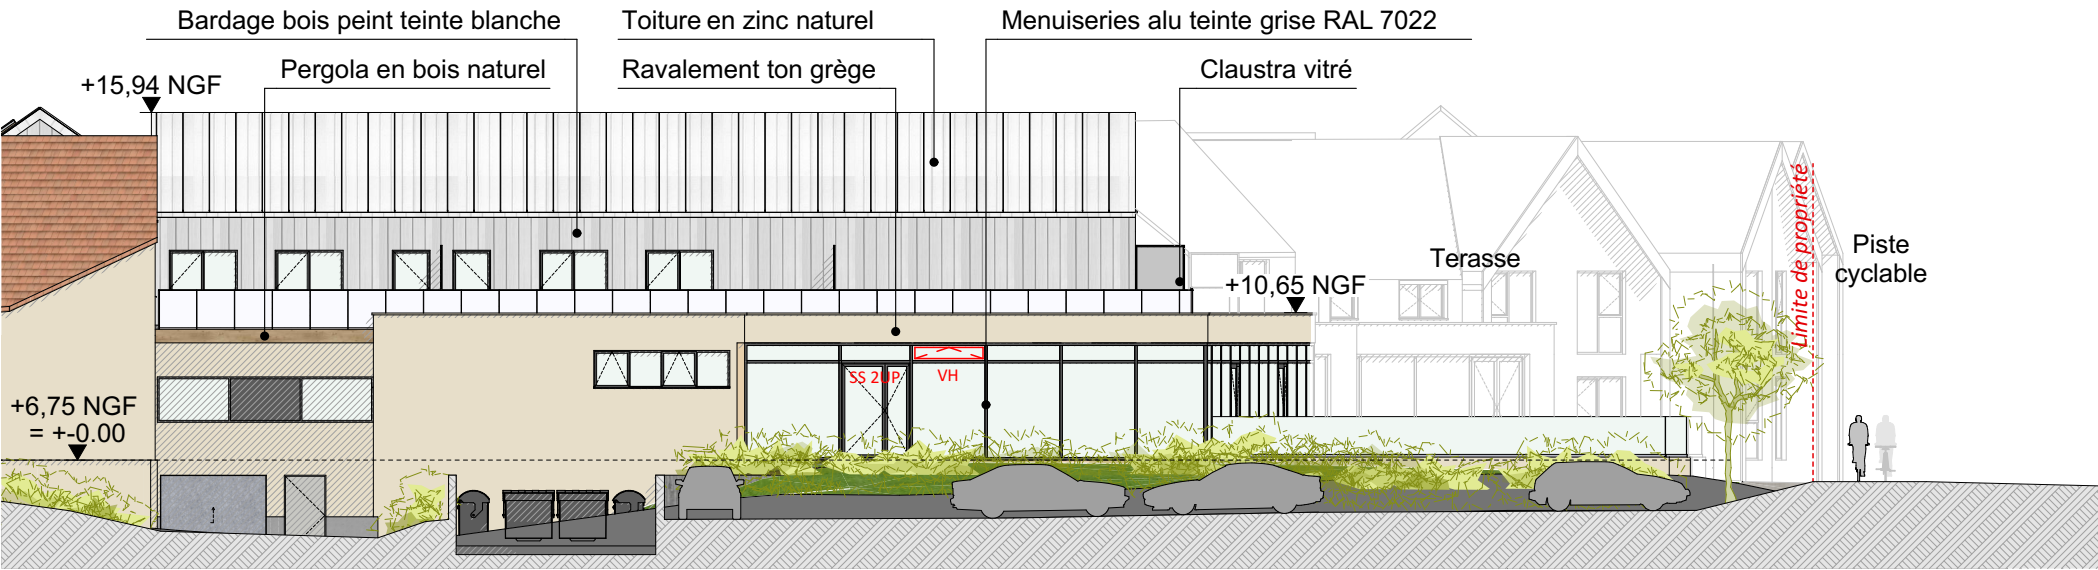 Bardage bois peint teinte blanche
Toiture en zinc naturel
Menuiseries alu teinte grise RAL 7022
Pergola en bois naturel
Ravalement ton grège
Claustra vitré
+15,94 NGF
Limite de propriété
Piste
cyclable
Terasse
+10,65 NGF
SS 2UP
VH
+6,75 NGF
= +-0.00